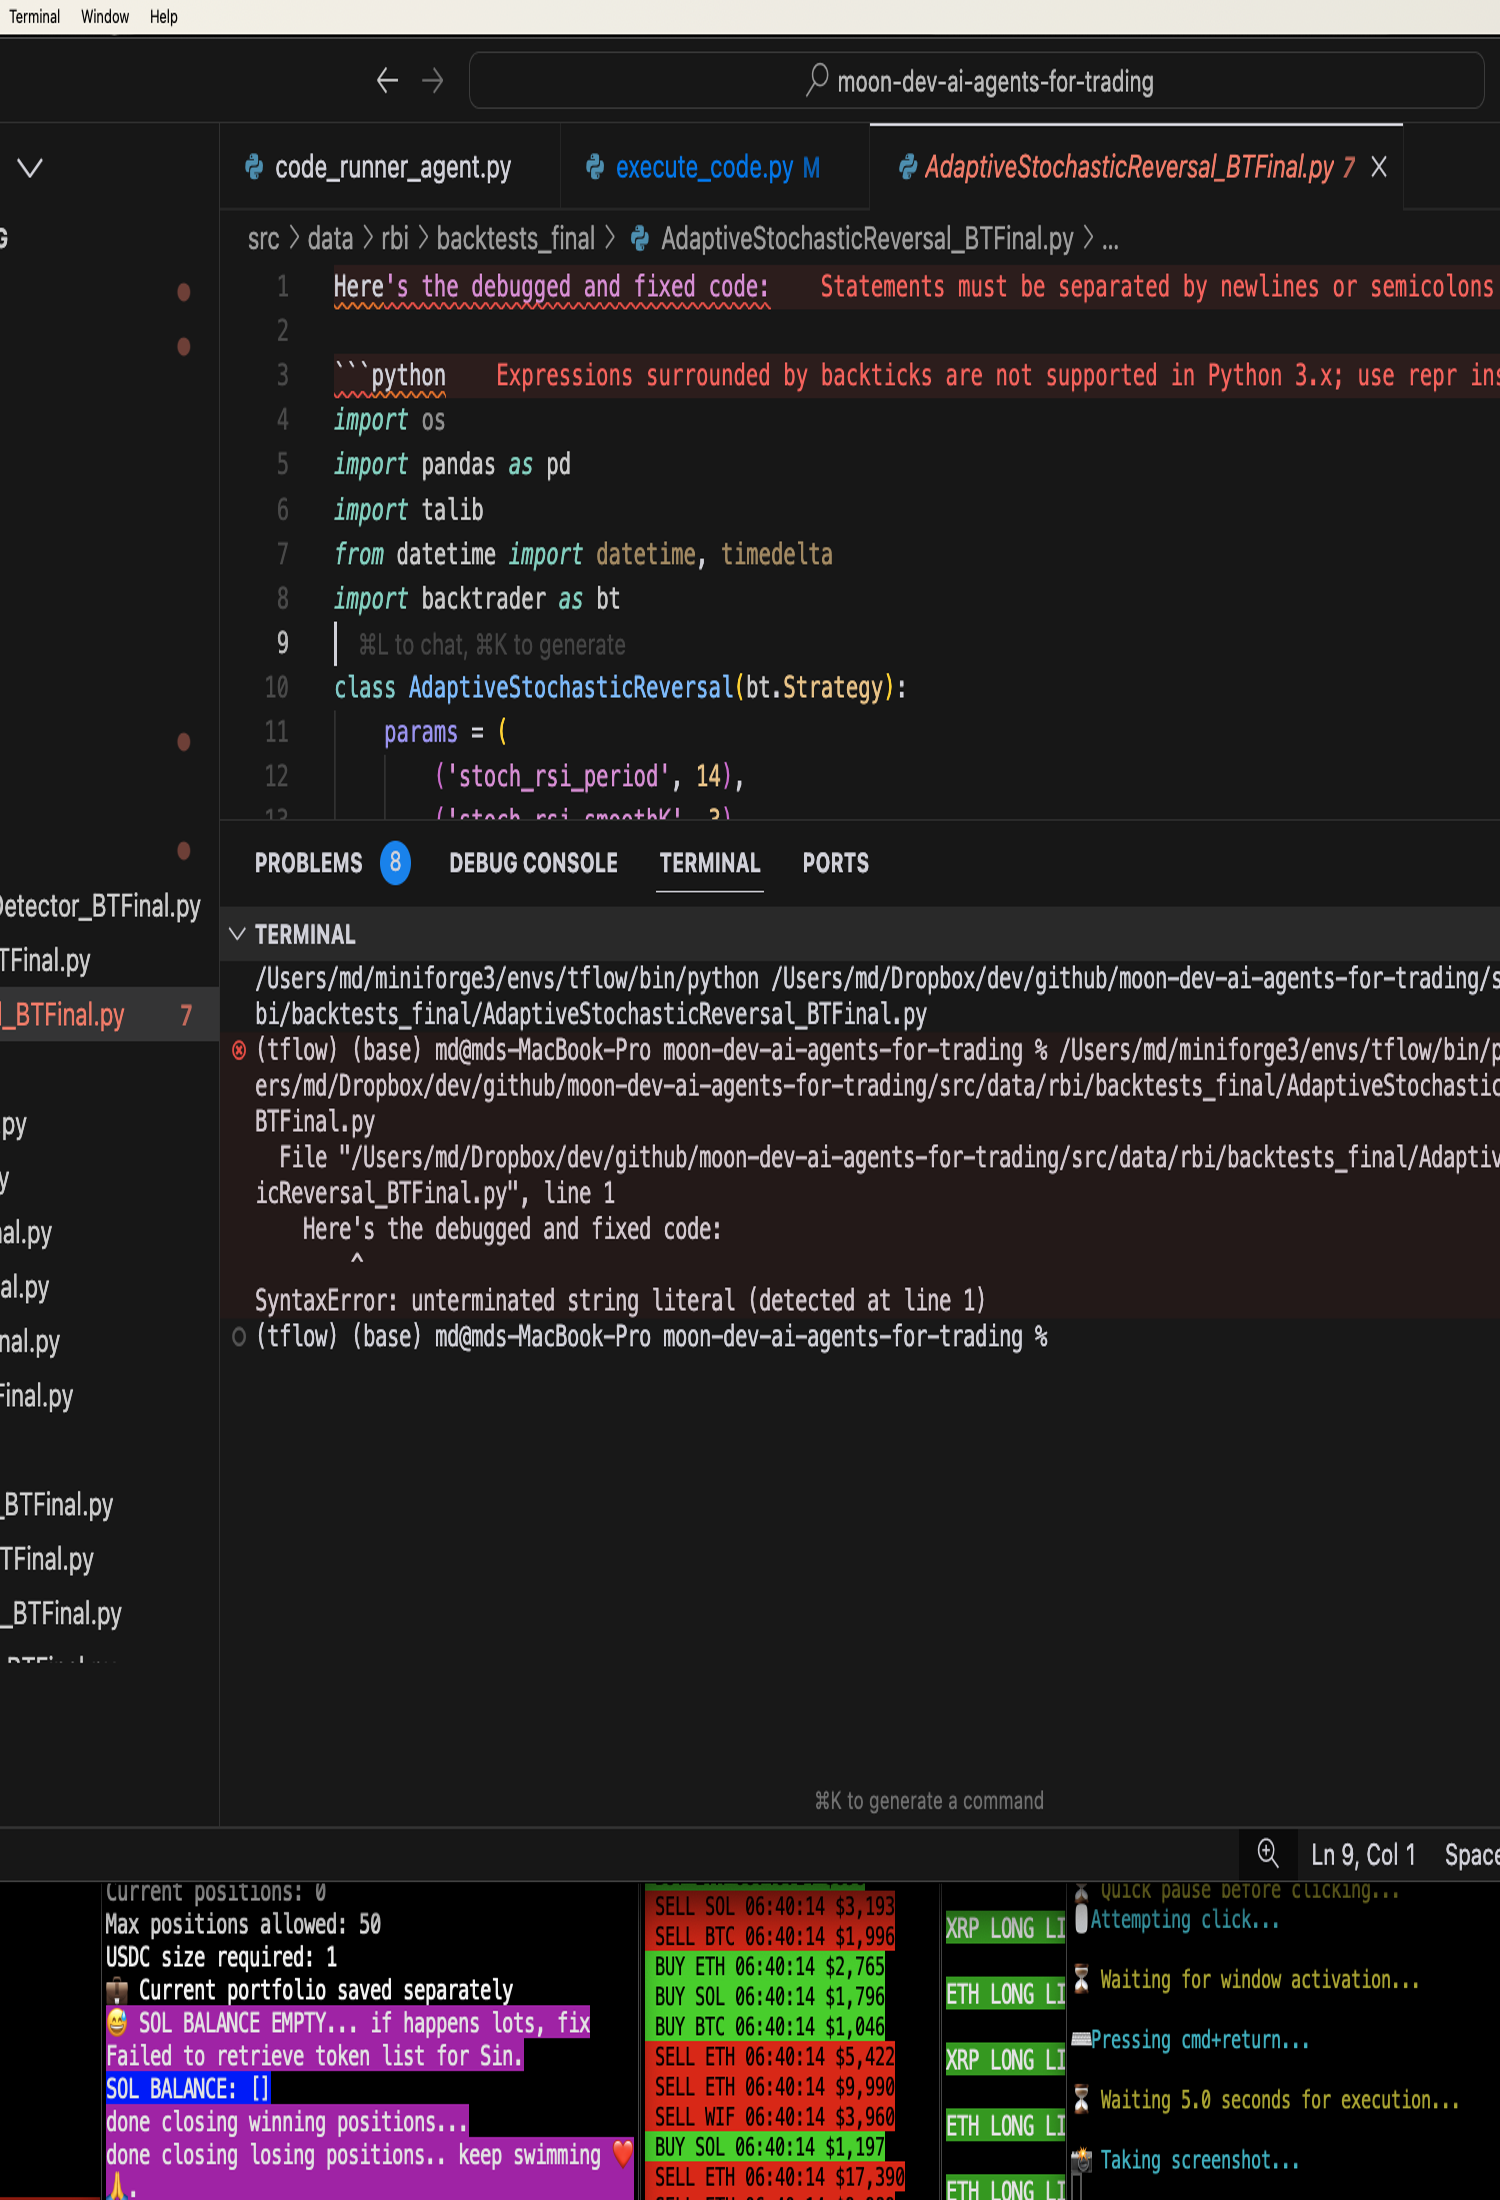 Terminal Window Help
moon-dev-ai-agents-for-trading
code_runner_agent.py execute_code.py M AdaptiveStochasticReversal_BTFinal.py 7
src > data > rbi > backtests_final > AdaptiveStochasticReversal_BTFinal.py > ...
1 Here's the debugged and fixed code: Statements must be separated by newlines or semicolons
2
3 ```python Expressions surrounded by backticks are not supported in Python 3.x; use repr ins
4 import os
5 import pandas as pd
6 import talib
7 from datetime import datetime, timedelta
8 import backtrader as bt
9 ⌘L to chat, ⌘K to generate
10 class AdaptiveStochasticReversal(bt.Strategy):
11 params = (
12 ('stoch_rsi_period', 14),
13 ('stoch_rsi_smoothK', 3)
PROBLEMS 8 DEBUG CONSOLE TERMINAL PORTS
TERMINAL
/Users/md/miniforge3/envs/tflow/bin/python /Users/md/Dropbox/dev/github/moon-dev-ai-agents-for-trading/s
bi/backtests_final/AdaptiveStochasticReversal_BTFinal.py
(tflow) (base) md@mds-MacBook-Pro moon-dev-ai-agents-for-trading % /Users/md/miniforge3/envs/tflow/bin/p
ers/md/Dropbox/dev/github/moon-dev-ai-agents-for-trading/src/data/rbi/backtests_final/AdaptiveStochastic
BTFinal.py
File "/Users/md/Dropbox/dev/github/moon-dev-ai-agents-for-trading/src/data/rbi/backtests_final/Adaptiv
icReversal_BTFinal.py", line 1
Here's the debugged and fixed code:
^
SyntaxError: unterminated string literal (detected at line 1)
(tflow) (base) md@mds-MacBook-Pro moon-dev-ai-agents-for-trading %
⌘K to generate a command
Ln 9, Col 1 Space
G
Detector_BTFinal.py
TFinal.py
l_BTFinal.py 7
.py
y
nal.py
al.py
nal.py
Final.py
_BTFinal.py
TFinal.py
_BTFinal.py
Current positions: 0
Max positions allowed: 50
USDC size required: 1
💼 Current portfolio saved separately
😅 SOL BALANCE EMPTY... if happens lots, fix
Failed to retrieve token list for Sin.
SOL BALANCE: []
done closing winning positions...
done closing losing positions.. keep swimming ❤️
🙏.
SELL SOL 06:40:14 $3,193
SELL BTC 06:40:14 $1,996
BUY ETH 06:40:14 $2,765
BUY SOL 06:40:14 $1,796
BUY BTC 06:40:14 $1,046
SELL ETH 06:40:14 $5,422
SELL ETH 06:40:14 $9,990
SELL WIF 06:40:14 $3,960
BUY SOL 06:40:14 $1,197
SELL ETH 06:40:14 $17,390
XRP LONG LI
ETH LONG LI
XRP LONG LI
ETH LONG LI
ETH LONG LI
⏳ Quick pause before clicking...
Attempting click...
⏳ Waiting for window activation...
Pressing cmd+return...
⏳ Waiting 5.0 seconds for execution...
📸 Taking screenshot...